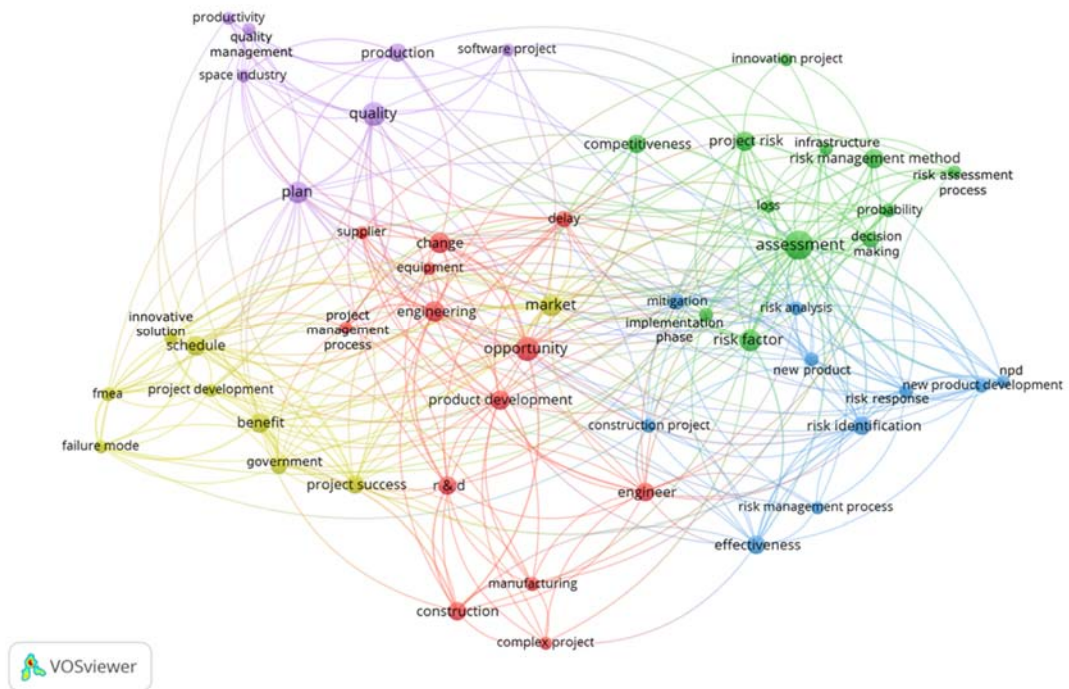 productivity
quality
management
space industry
production
software project
quality
plan
innovation project
competitiveness
project risk
infrastructure
risk management method
risk assessment
process
loss
probability
assessment
decision
making
delay
supplier
change
equipment
engineering
project
management
process
market
opportunity
product development
mitigation
implementation
phase
risk factor
risk analysis
new product
npd
new product development
risk response
construction project
risk identification
innovative
solution
schedule
fmea
project development
benefit
failure mode
government
project success
r & d
engineer
risk management process
effectiveness
manufacturing
construction
complex project
VOSviewer